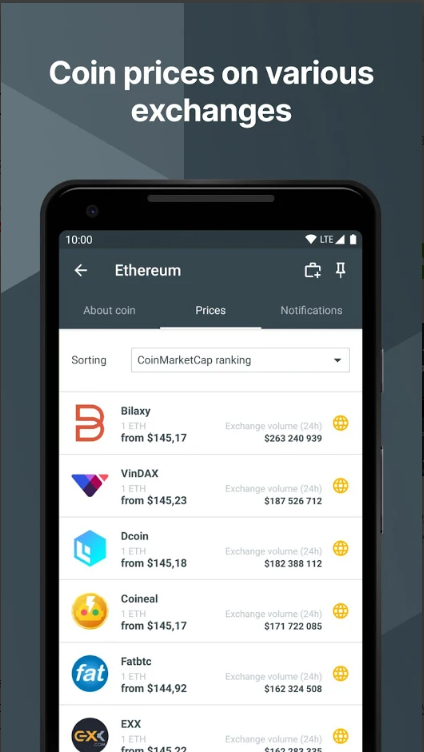 Coin prices on various
exchanges
10:00
LTE
Ethereum
About coin
Prices
Notifications
Sorting
CoinMarketCap ranking
Bilaxy
1 ETH
Exchange volume (24h)
from $145,17
$263 240 939
VinDAX
1 ETH
Exchange volume (24h)
from $145,23
$187 526 712
Dcoin
1 ETH
Exchange volume (24h)
from $145,18
$182 388 112
Coineal
1 ETH
Exchange volume (24h)
from $145,17
$171 722 085
fat
Fatbtc
1 ETH
Exchange volume (24h)
from $144,92
$162 324 508
EXX
.COM
EXX
1 ETH
Exchange volume (24h)
from $145,22
$162 283 335